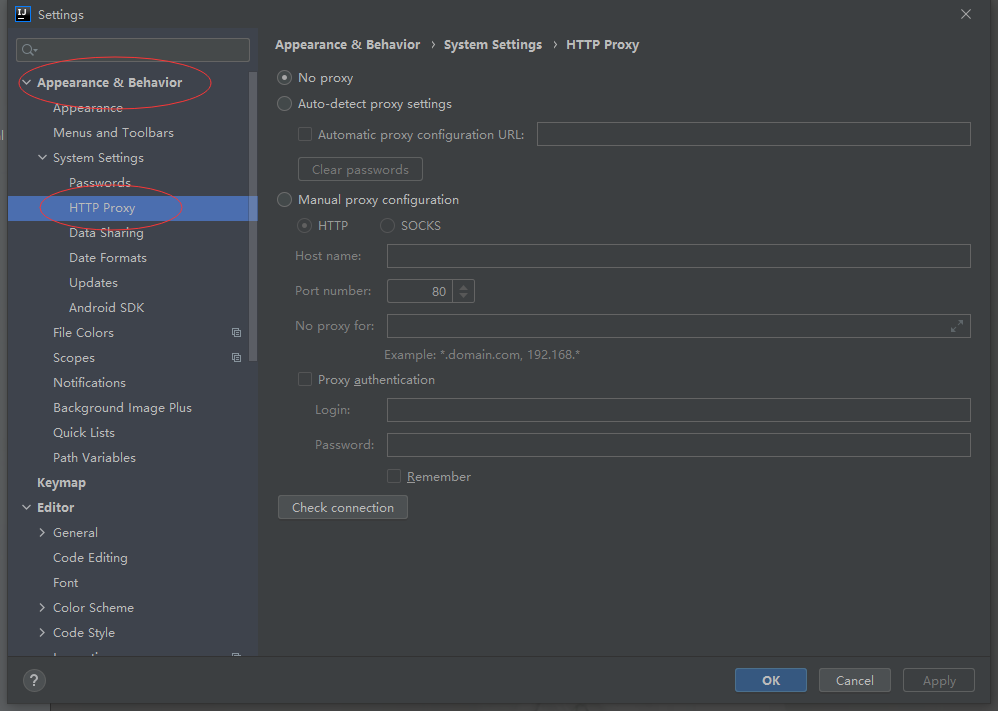 Settings
Appearance & Behavior
Appearance
Menus and Toolbars
System Settings
Passwords
HTTP Proxy
Data Sharing
Date Formats
Updates
Android SDK
File Colors
Scopes
Notifications
Background Image Plus
Quick Lists
Path Variables
Keymap
Editor
General
Code Editing
Font
Color Scheme
Code Style
Appearance & Behavior › System Settings › HTTP Proxy
No proxy
Auto-detect proxy settings
Automatic proxy configuration URL:
Clear passwords
Manual proxy configuration
HTTP SOCKS
Host name:
Port number: 80
No proxy for:
Example: *.domain.com, 192.168.*
Proxy authentication
Login:
Password:
Remember
Check connection
? OK Cancel Apply